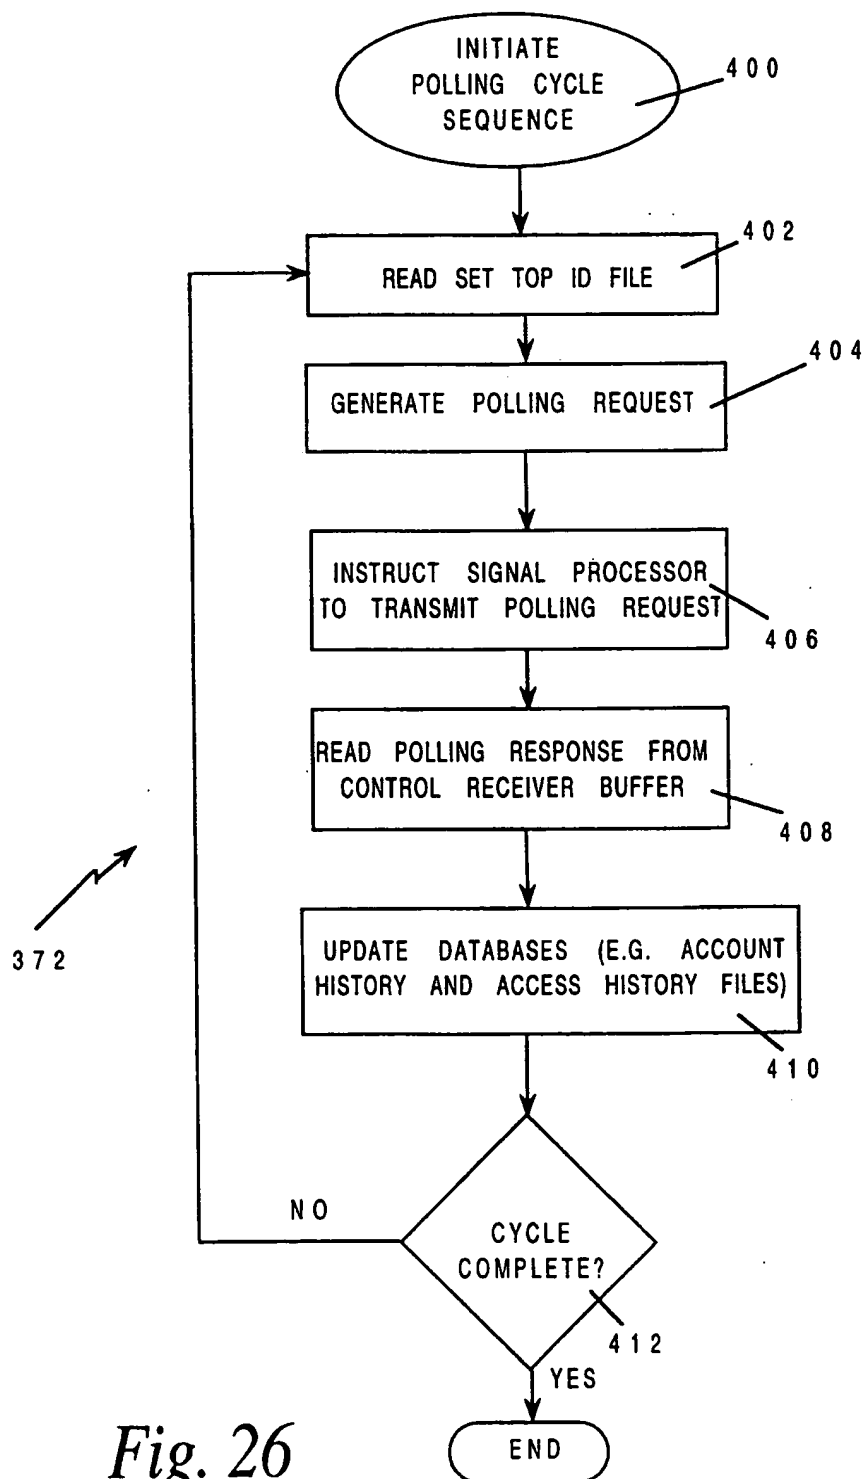 INITIATE
POLLING CYCLE
SEQUENCE
400
402
READ SET TOP ID FILE
404
GENERATE POLLING REQUEST
INSTRUCT SIGNAL PROCESSOR
TO TRANSMIT POLLING REQUEST
406
READ POLLING RESPONSE FROM
CONTROL RECEIVER BUFFER
408
372
UPDATE DATABASES (E.G. ACCOUNT
HISTORY AND ACCESS HISTORY FILES)
410
NO
CYCLE
COMPLETE?
412
YES
END
Fig. 26